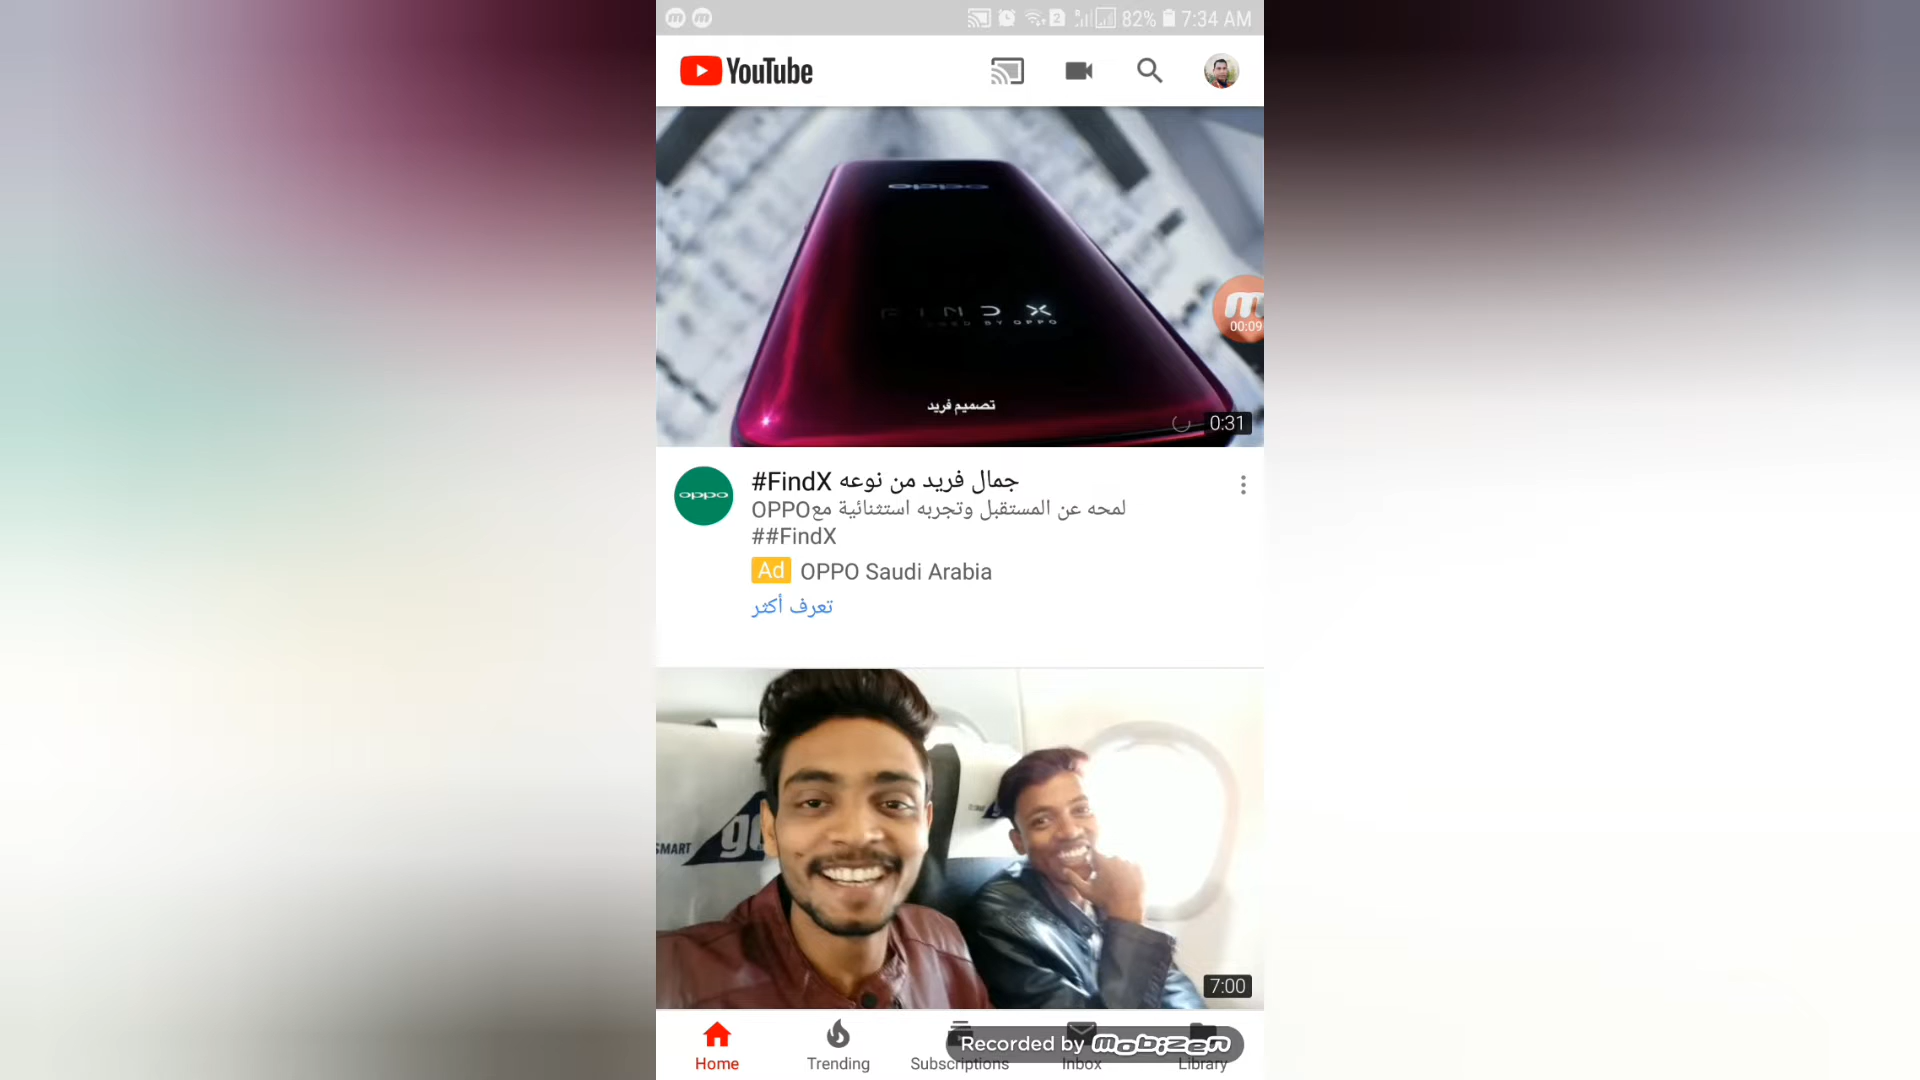 2 82% 7:34 AM
YouTube
oppo
FIND X
تصميم فريد
00:09
0:31
oppo
#FindX جمال فريد من نوعه
لمحه عن المستقبل وتجربه استثنائية معOPPO
##FindX
Ad OPPO Saudi Arabia
تعرف أكثر
SMART
7:00
Recorded by mobizen
Home Trending Subscriptions Inbox Library